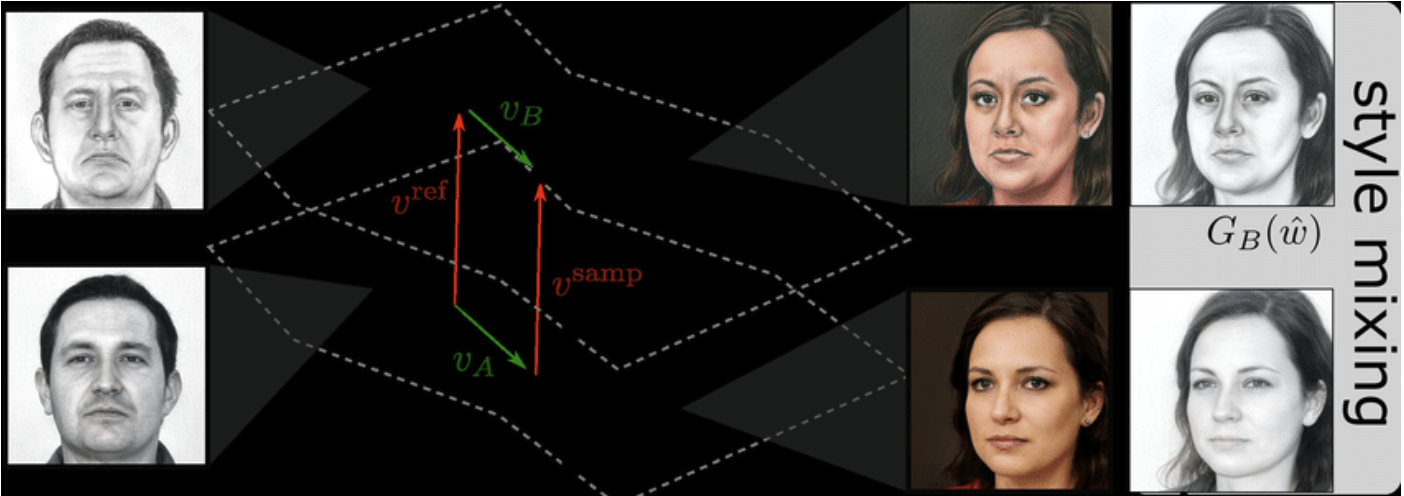 v_B
v^ref
v^samp
v_A
G_B(ŵ)
style mixing